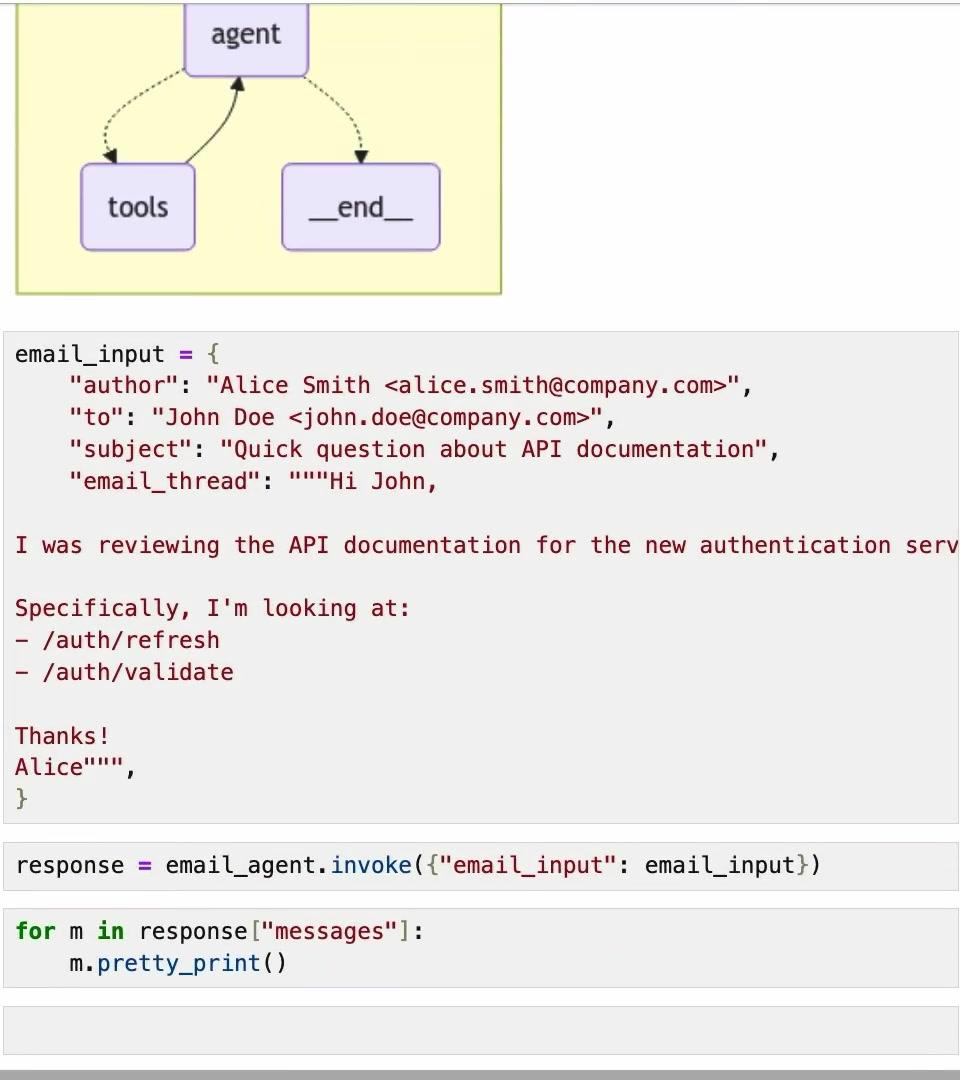 agent
tools
__end__
email_input = {
    "author": "Alice Smith <alice.smith@company.com>",
    "to": "John Doe <john.doe@company.com>",
    "subject": "Quick question about API documentation",
    "email_thread": """Hi John,
I was reviewing the API documentation for the new authentication serv
Specifically, I'm looking at:
– /auth/refresh
– /auth/validate
Thanks!
Alice""",
}
response = email_agent.invoke({"email_input": email_input})
for m in response["messages"]:
    m.pretty_print()